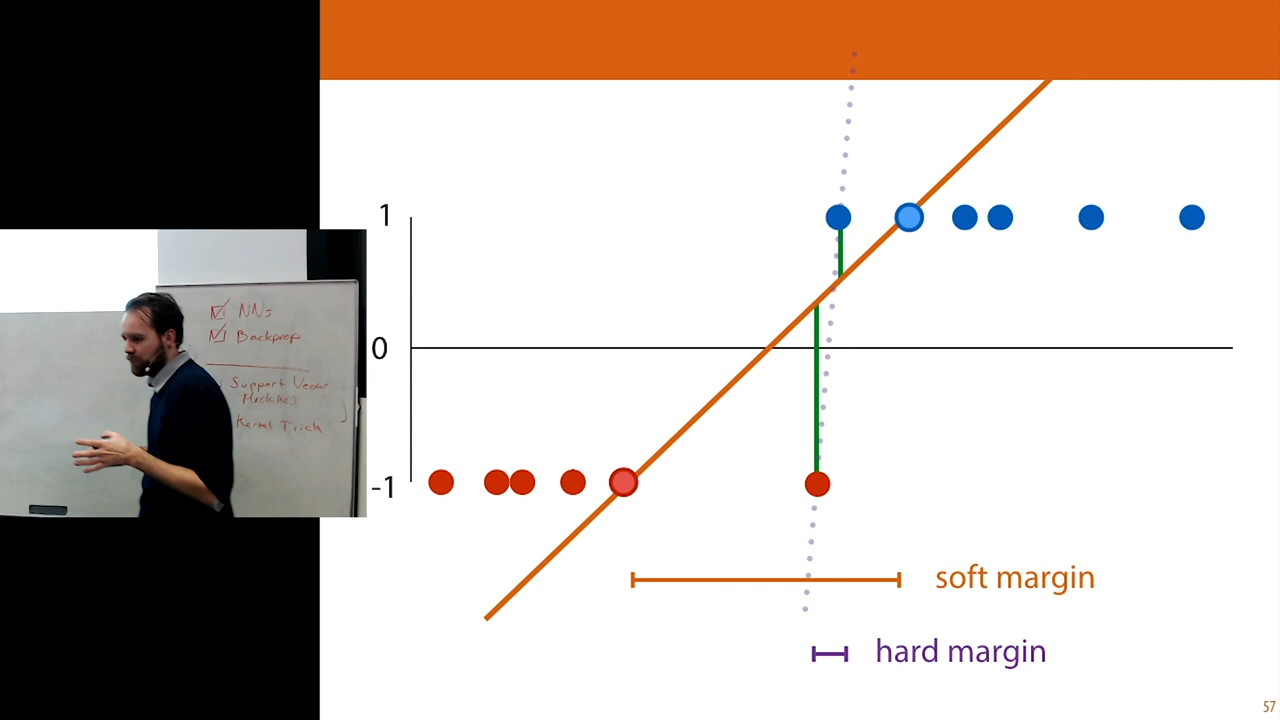 1
0
-1
soft margin
hard margin
57
NNs
Backprop
Support Vector
Machines
Kernel Trick